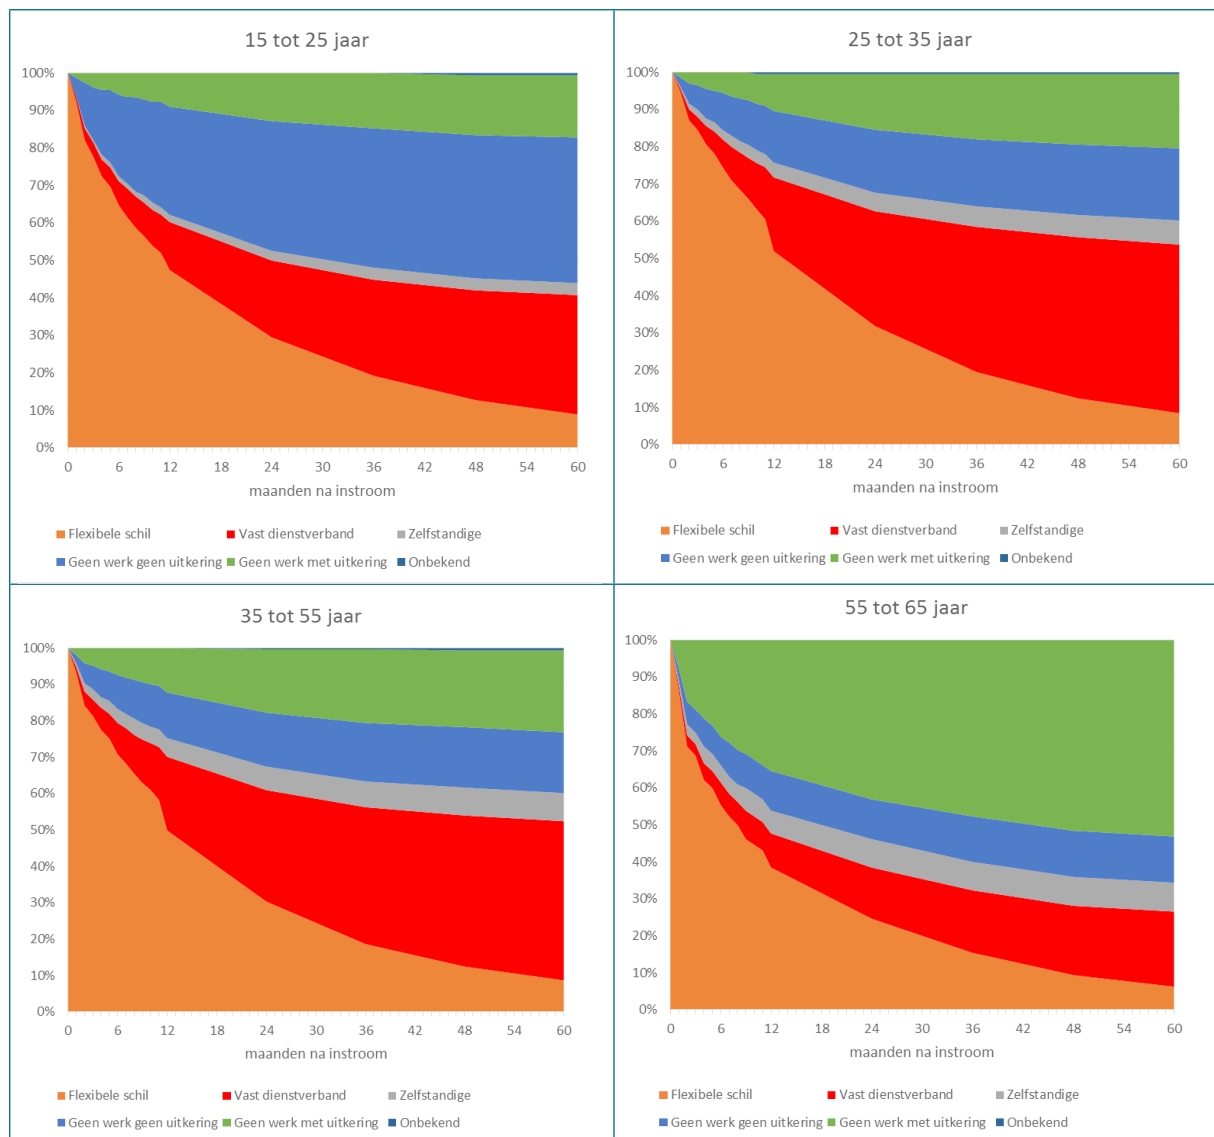 15 tot 25 jaar
100%
90%
80%
70%
60%
50%
40%
30%
20%
10%
0%
0 6 12 18 24 30 36 42 48 54 60
maanden na instroom
Flexibele schil Vast dienstverband Zelfstandige
Geen werk geen uitkering Geen werk met uitkering Onbekend
25 tot 35 jaar
100%
90%
80%
70%
60%
50%
40%
30%
20%
10%
0%
0 6 12 18 24 30 36 42 48 54 60
maanden na instroom
Flexibele schil Vast dienstverband Zelfstandige
Geen werk geen uitkering Geen werk met uitkering Onbekend
35 tot 55 jaar
100%
90%
80%
70%
60%
50%
40%
30%
20%
10%
0%
0 6 12 18 24 30 36 42 48 54 60
maanden na instroom
Flexibele schil Vast dienstverband Zelfstandige
Geen werk geen uitkering Geen werk met uitkering Onbekend
55 tot 65 jaar
100%
90%
80%
70%
60%
50%
40%
30%
20%
10%
0%
0 6 12 18 24 30 36 42 48 54 60
maanden na instroom
Flexibele schil Vast dienstverband Zelfstandige
Geen werk geen uitkering Geen werk met uitkering Onbekend